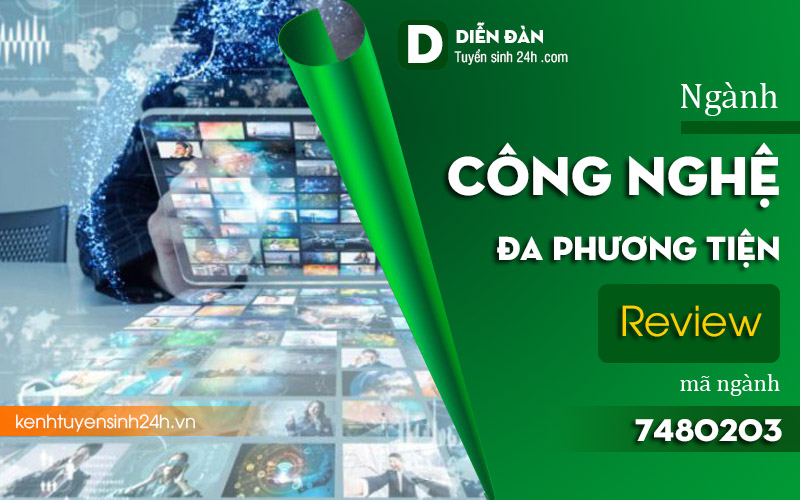 DIỄN ĐÀN
Tuyển sinh 24h .com
Ngành
CÔNG NGHỆ
ĐA PHƯƠNG TIỆN
Review
mã ngành
7480203
kenhtuyensinh24h.vn